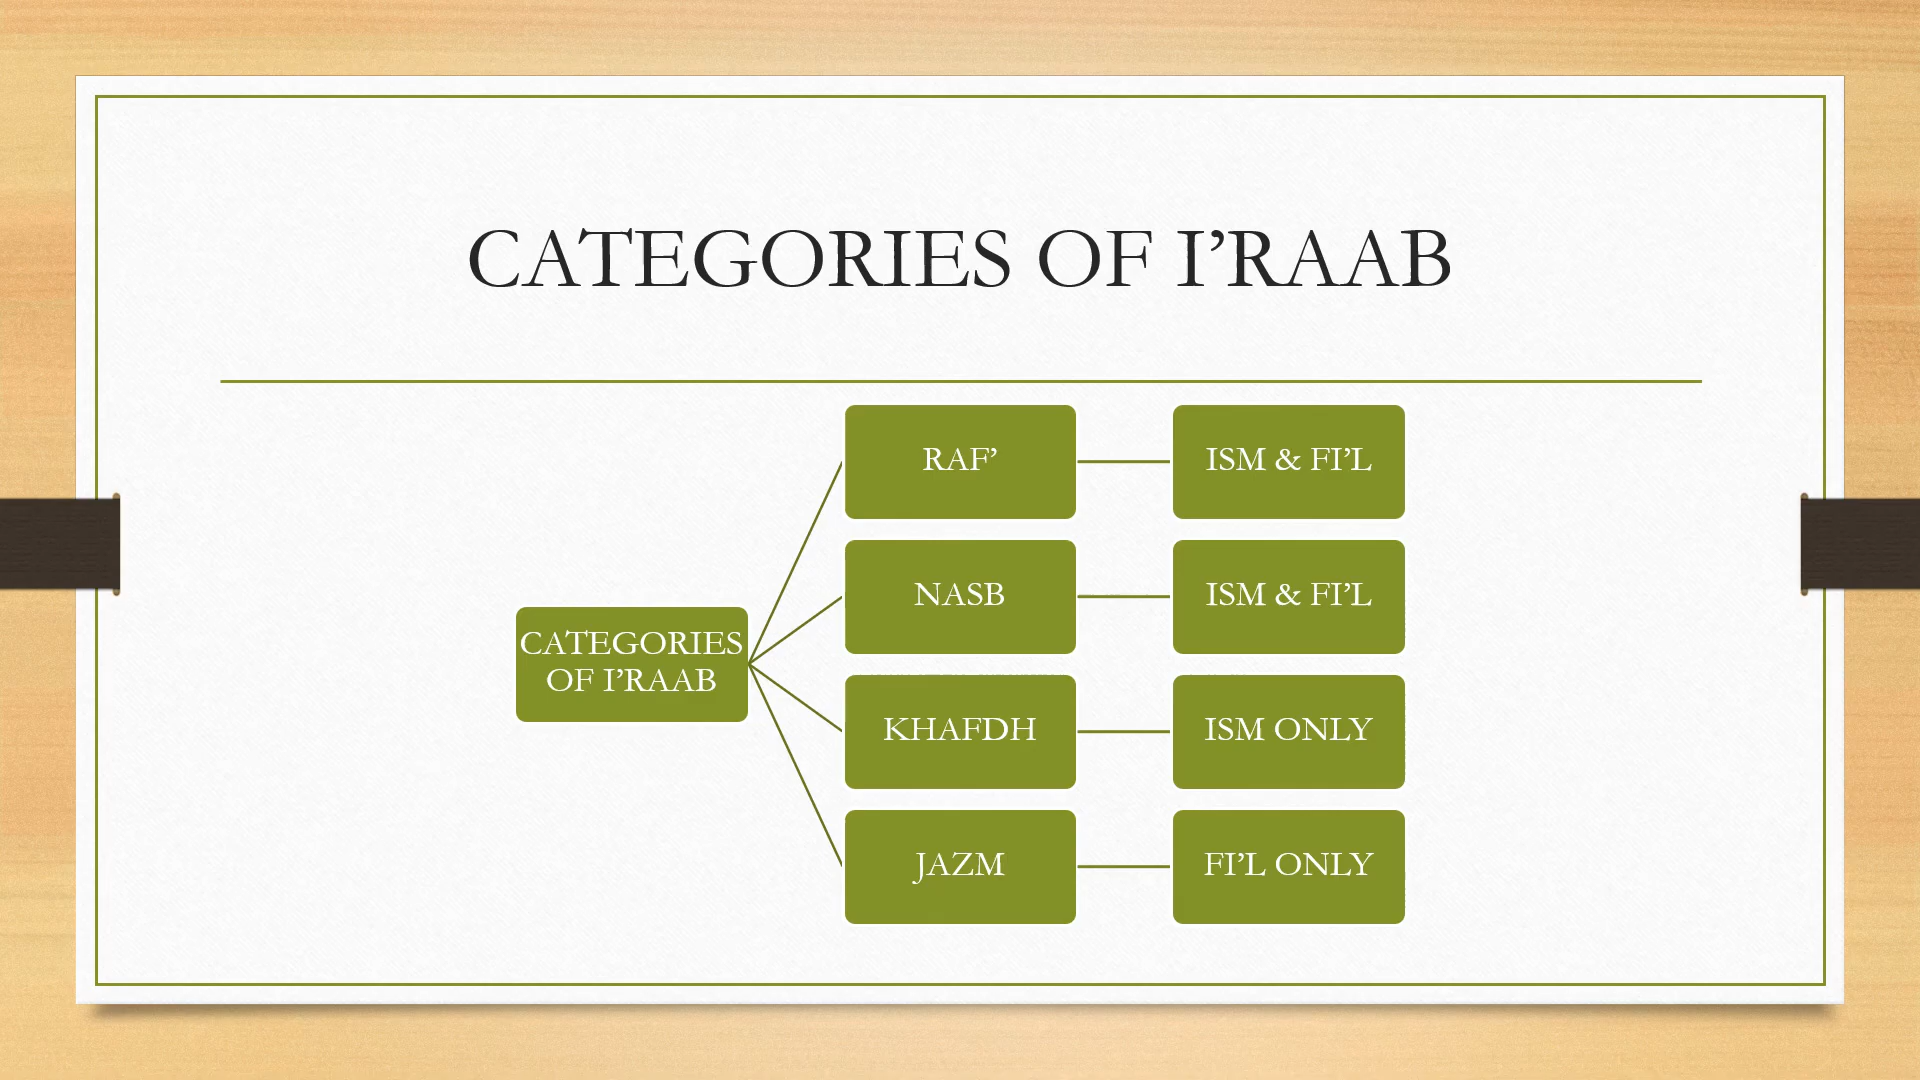 CATEGORIES OF I’RAAB
CATEGORIES
OF I’RAAB
RAF’
ISM & FI’L
NASB
ISM & FI’L
KHAFDH
ISM ONLY
JAZM
FI’L ONLY